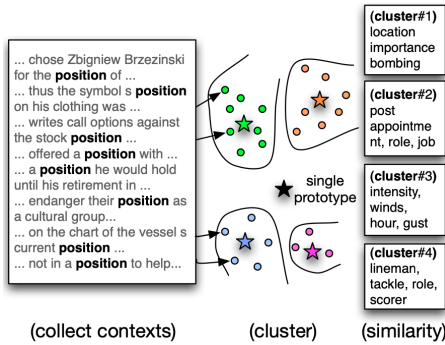 ... chose Zbigniew Brzezinski
for the position of ...
... thus the symbol s position
on his clothing was ...
... writes call options against
the stock position ...
... offered a position with ...
... a position he would hold
until his retirement in ...
... endanger their position as
a cultural group...
... on the chart of the vessel s
current position ...
... not in a position to help...
(collect contexts)
single
prototype
(cluster)
(cluster#1)
location
importance
bombing
(cluster#2)
post
appointme
nt, role, job
(cluster#3)
intensity,
winds,
hour, gust
(cluster#4)
lineman,
tackle, role,
scorer
(similarity)